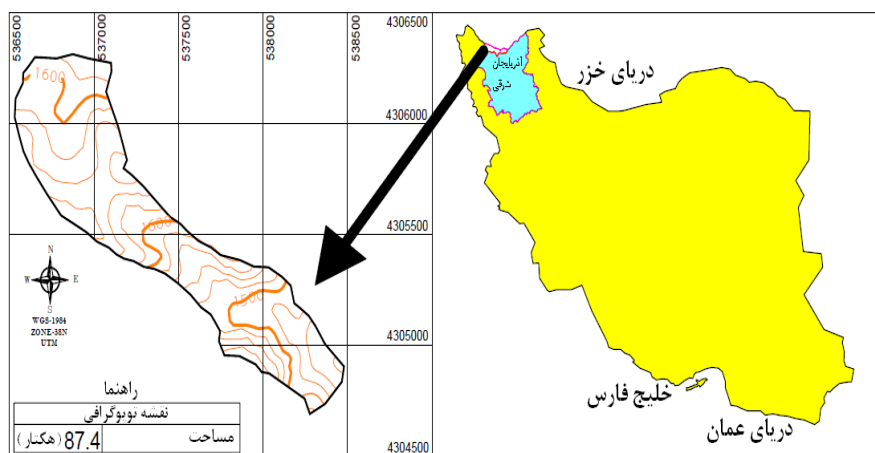 536500
537000
537500
538000
538500
4306500
4306000
4305500
4305000
4304500
1600
1600
1500
N
W E
S
WGS-1984
ZONE-38N
UTM
راهنما
نقشه توپوگرافی
مساحت 87.4 (هکتار)
آذربایجان
شرقی
دریای خزر
خلیج فارس
دریای عمان